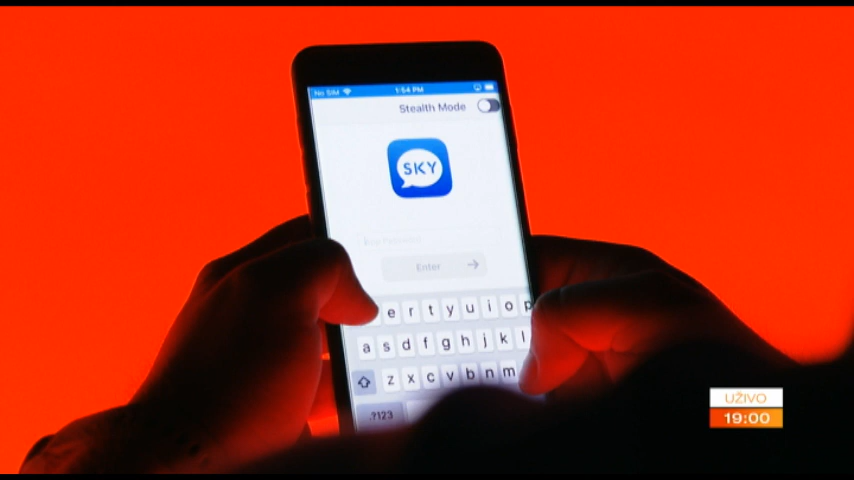 No SIM 1:54 PM
Stealth Mode
SKY
Enter →
e r t y u i o p
a s d f g h j k l
z x c v b n m
.?123
UŽIVO
19:00